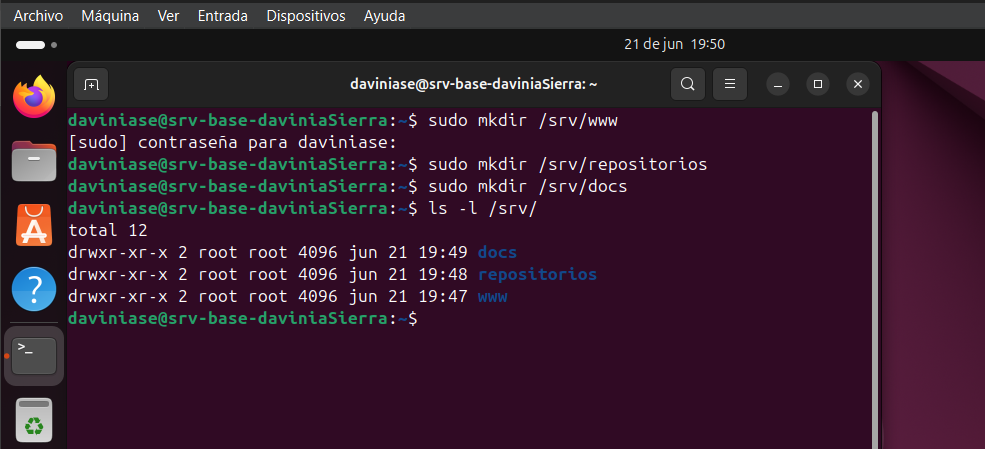 Archivo Máquina Ver Entrada Dispositivos Ayuda
21 de jun 19:50
daviniase@srv-base-daviniaSierra: ~
daviniase@srv-base-daviniaSierra:~$ sudo mkdir /srv/www
[sudo] contraseña para daviniase:
daviniase@srv-base-daviniaSierra:~$ sudo mkdir /srv/repositorios
daviniase@srv-base-daviniaSierra:~$ sudo mkdir /srv/docs
daviniase@srv-base-daviniaSierra:~$ ls -l /srv/
total 12
drwxr-xr-x 2 root root 4096 jun 21 19:49 docs
drwxr-xr-x 2 root root 4096 jun 21 19:48 repositorios
drwxr-xr-x 2 root root 4096 jun 21 19:47 www
daviniase@srv-base-daviniaSierra:~$